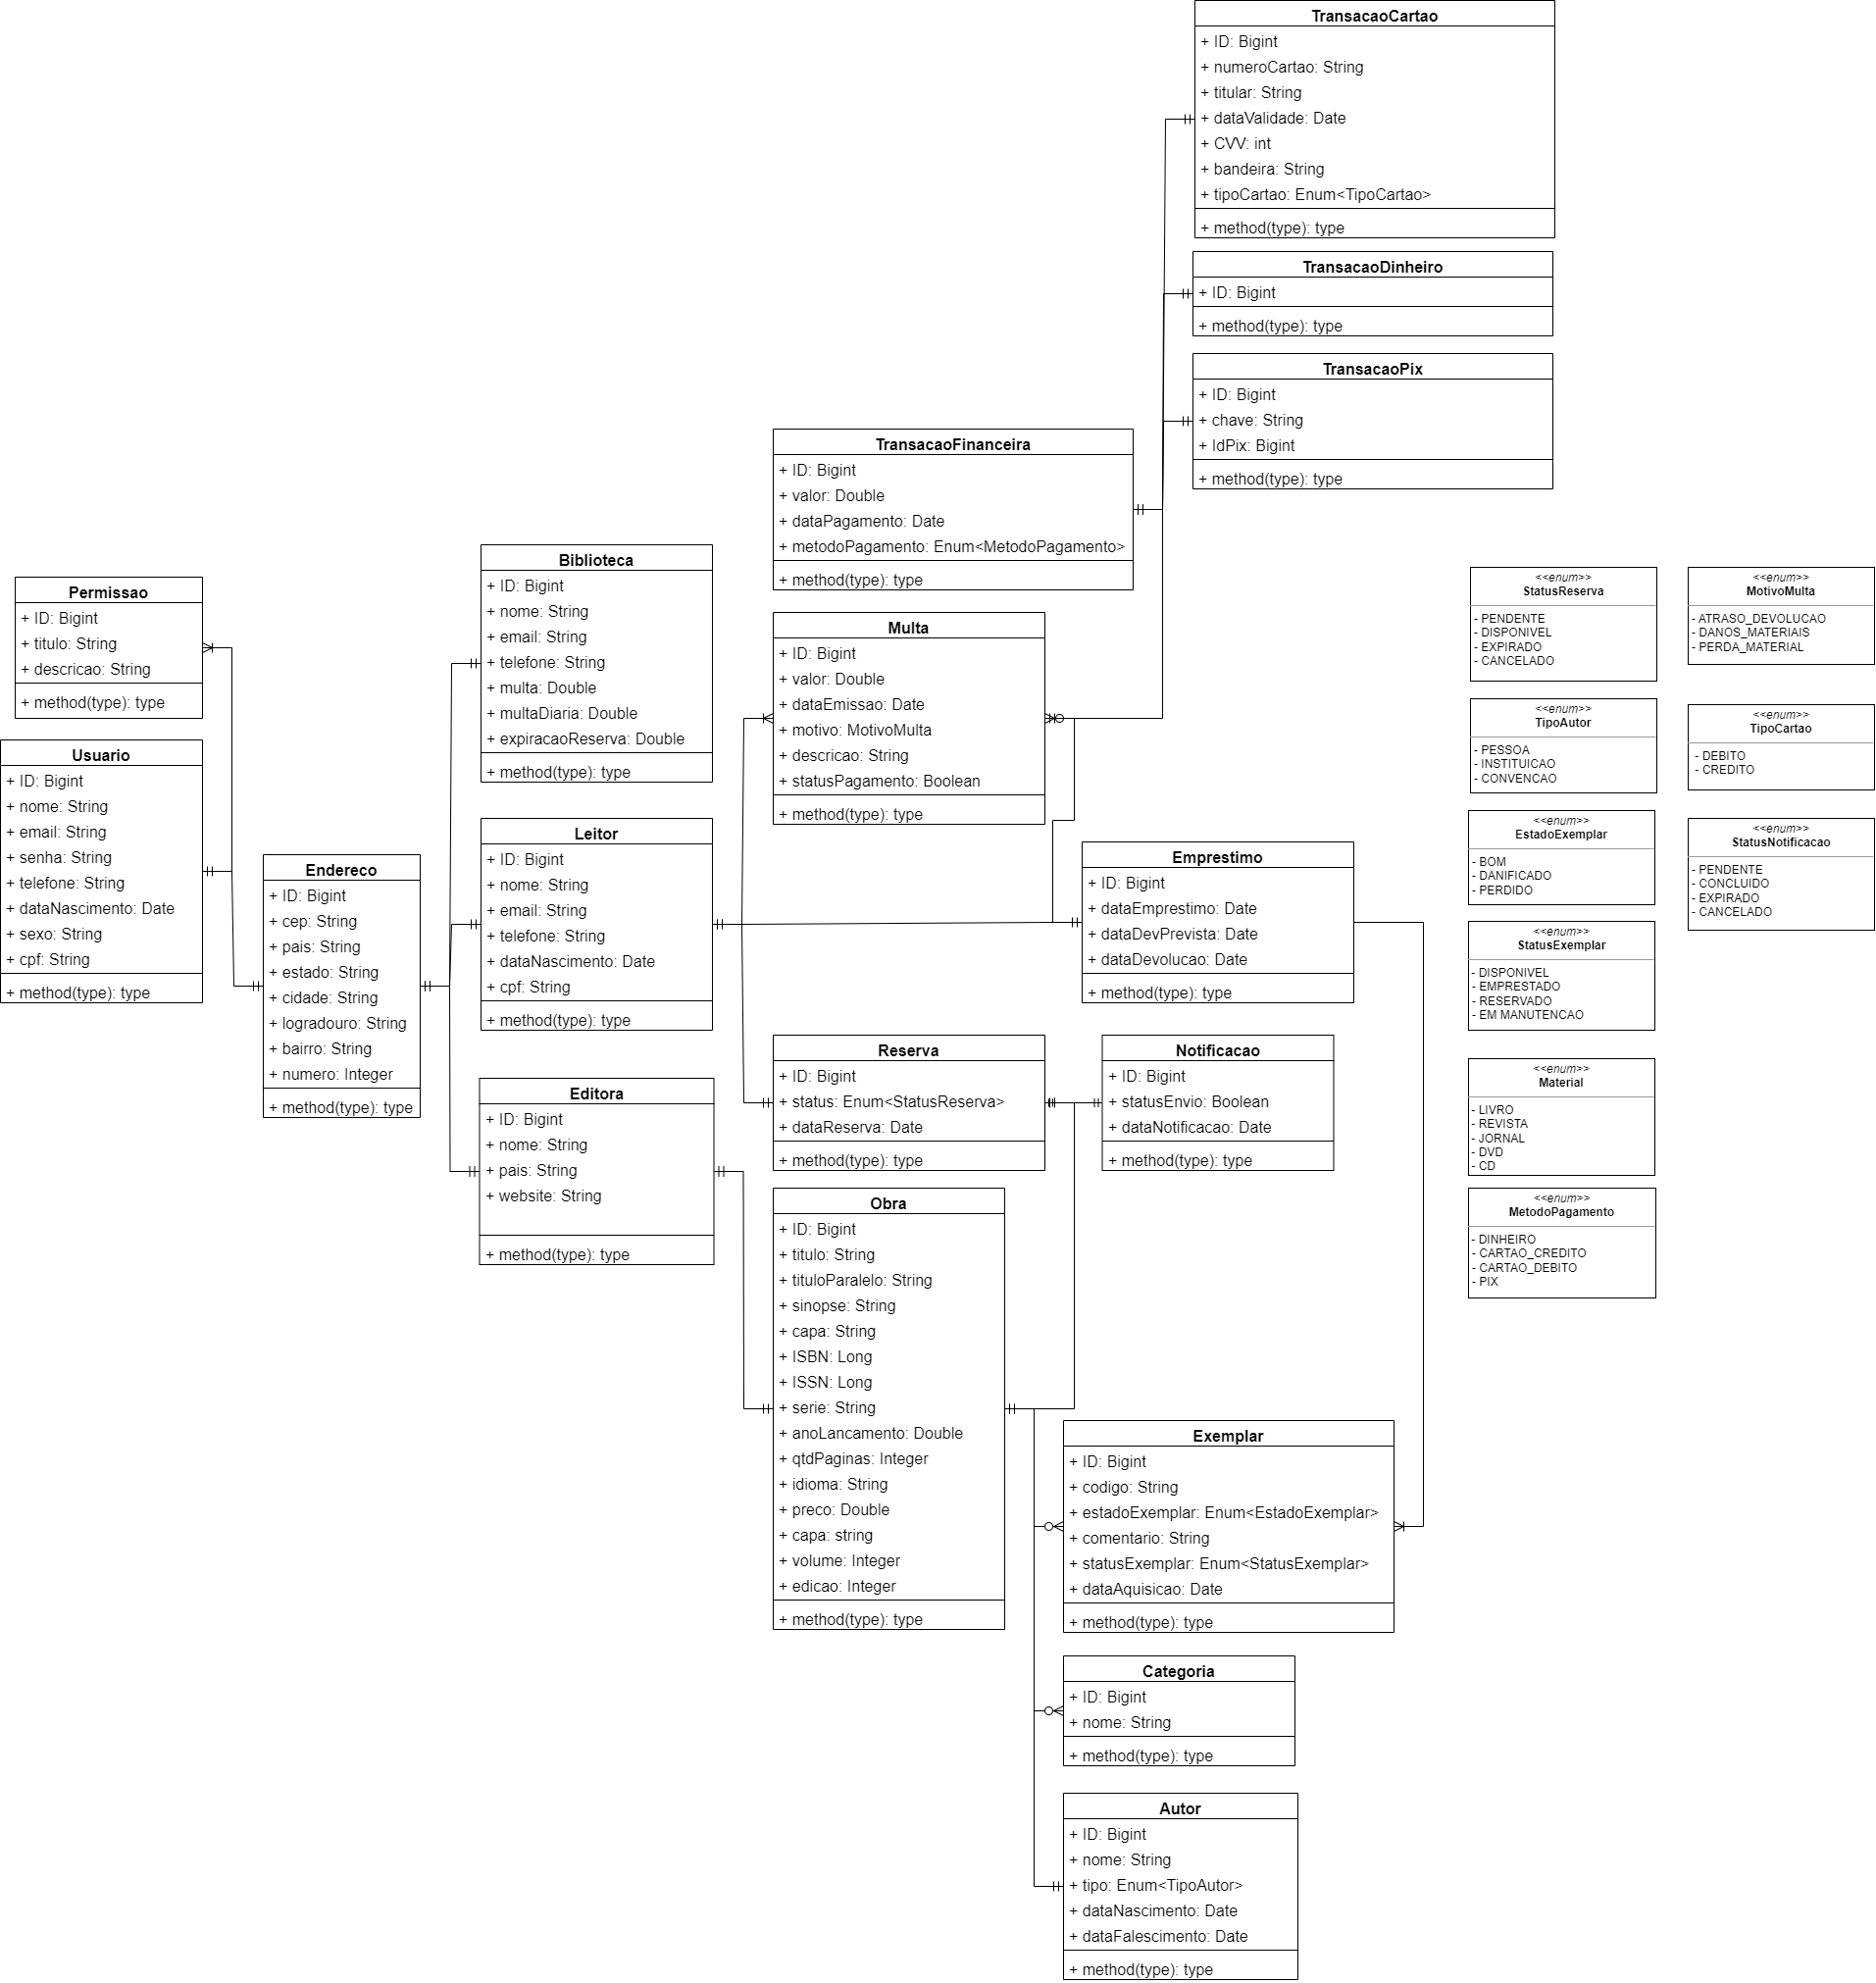 TransacaoCartao
+ ID: Bigint
+ numeroCartao: String
+ titular: String
+ dataValidade: Date
+ CVV: int
+ bandeira: String
+ tipoCartao: Enum<TipoCartao>
+ method(type): type
TransacaoDinheiro
+ ID: Bigint
+ method(type): type
TransacaoPix
+ ID: Bigint
+ chave: String
+ IdPix: Bigint
+ method(type): type
TransacaoFinanceira
+ ID: Bigint
+ valor: Double
+ dataPagamento: Date
+ metodoPagamento: Enum<MetodoPagamento>
+ method(type): type
Biblioteca
+ ID: Bigint
+ nome: String
+ email: String
+ telefone: String
+ multa: Double
+ multaDiaria: Double
+ expiracaoReserva: Double
+ method(type): type
Permissao
+ ID: Bigint
+ titulo: String
+ descricao: String
+ method(type): type
Usuario
+ ID: Bigint
+ nome: String
+ email: String
+ senha: String
+ telefone: String
+ dataNascimento: Date
+ sexo: String
+ cpf: String
+ method(type): type
Endereco
+ ID: Bigint
+ cep: String
+ pais: String
+ estado: String
+ cidade: String
+ logradouro: String
+ bairro: String
+ numero: Integer
+ method(type): type
Leitor
+ ID: Bigint
+ nome: String
+ email: String
+ telefone: String
+ dataNascimento: Date
+ cpf: String
+ method(type): type
Editora
+ ID: Bigint
+ nome: String
+ pais: String
+ website: String
+ method(type): type
Multa
+ ID: Bigint
+ valor: Double
+ dataEmissao: Date
+ motivo: MotivoMulta
+ descricao: String
+ statusPagamento: Boolean
+ method(type): type
Emprestimo
+ ID: Bigint
+ dataEmprestimo: Date
+ dataDevPrevista: Date
+ dataDevolucao: Date
+ method(type): type
Reserva
+ ID: Bigint
+ status: Enum<StatusReserva>
+ dataReserva: Date
+ method(type): type
Notificacao
+ ID: Bigint
+ statusEnvio: Boolean
+ dataNotificacao: Date
+ method(type): type
Obra
+ ID: Bigint
+ titulo: String
+ tituloParalelo: String
+ sinopse: String
+ capa: String
+ ISBN: Long
+ ISSN: Long
+ serie: String
+ anoLancamento: Double
+ qtdPaginas: Integer
+ idioma: String
+ preco: Double
+ capa: string
+ volume: Integer
+ edicao: Integer
+ method(type): type
Exemplar
+ ID: Bigint
+ codigo: String
+ estadoExemplar: Enum<EstadoExemplar>
+ comentario: String
+ statusExemplar: Enum<StatusExemplar>
+ dataAquisicao: Date
+ method(type): type
Categoria
+ ID: Bigint
+ nome: String
+ method(type): type
Autor
+ ID: Bigint
+ nome: String
+ tipo: Enum<TipoAutor>
+ dataNascimento: Date
+ dataFalescimento: Date
+ method(type): type
<<enum>>
StatusReserva
- PENDENTE
- DISPONIVEL
- EXPIRADO
- CANCELADO
<<enum>>
MotivoMulta
- ATRASO_DEVOLUCAO
- DANOS_MATERIAIS
- PERDA_MATERIAL
<<enum>>
TipoAutor
- PESSOA
- INSTITUICAO
- CONVENCAO
<<enum>>
TipoCartao
- DEBITO
- CREDITO
<<enum>>
EstadoExemplar
- BOM
- DANIFICADO
- PERDIDO
<<enum>>
StatusNotificacao
- PENDENTE
- CONCLUIDO
- EXPIRADO
- CANCELADO
<<enum>>
StatusExemplar
- DISPONIVEL
- EMPRESTADO
- RESERVADO
- EM MANUTENCAO
<<enum>>
Material
- LIVRO
- REVISTA
- JORNAL
- DVD
- CD
<<enum>>
MetodoPagamento
- DINHEIRO
- CARTAO_CREDITO
- CARTAO_DEBITO
- PIX